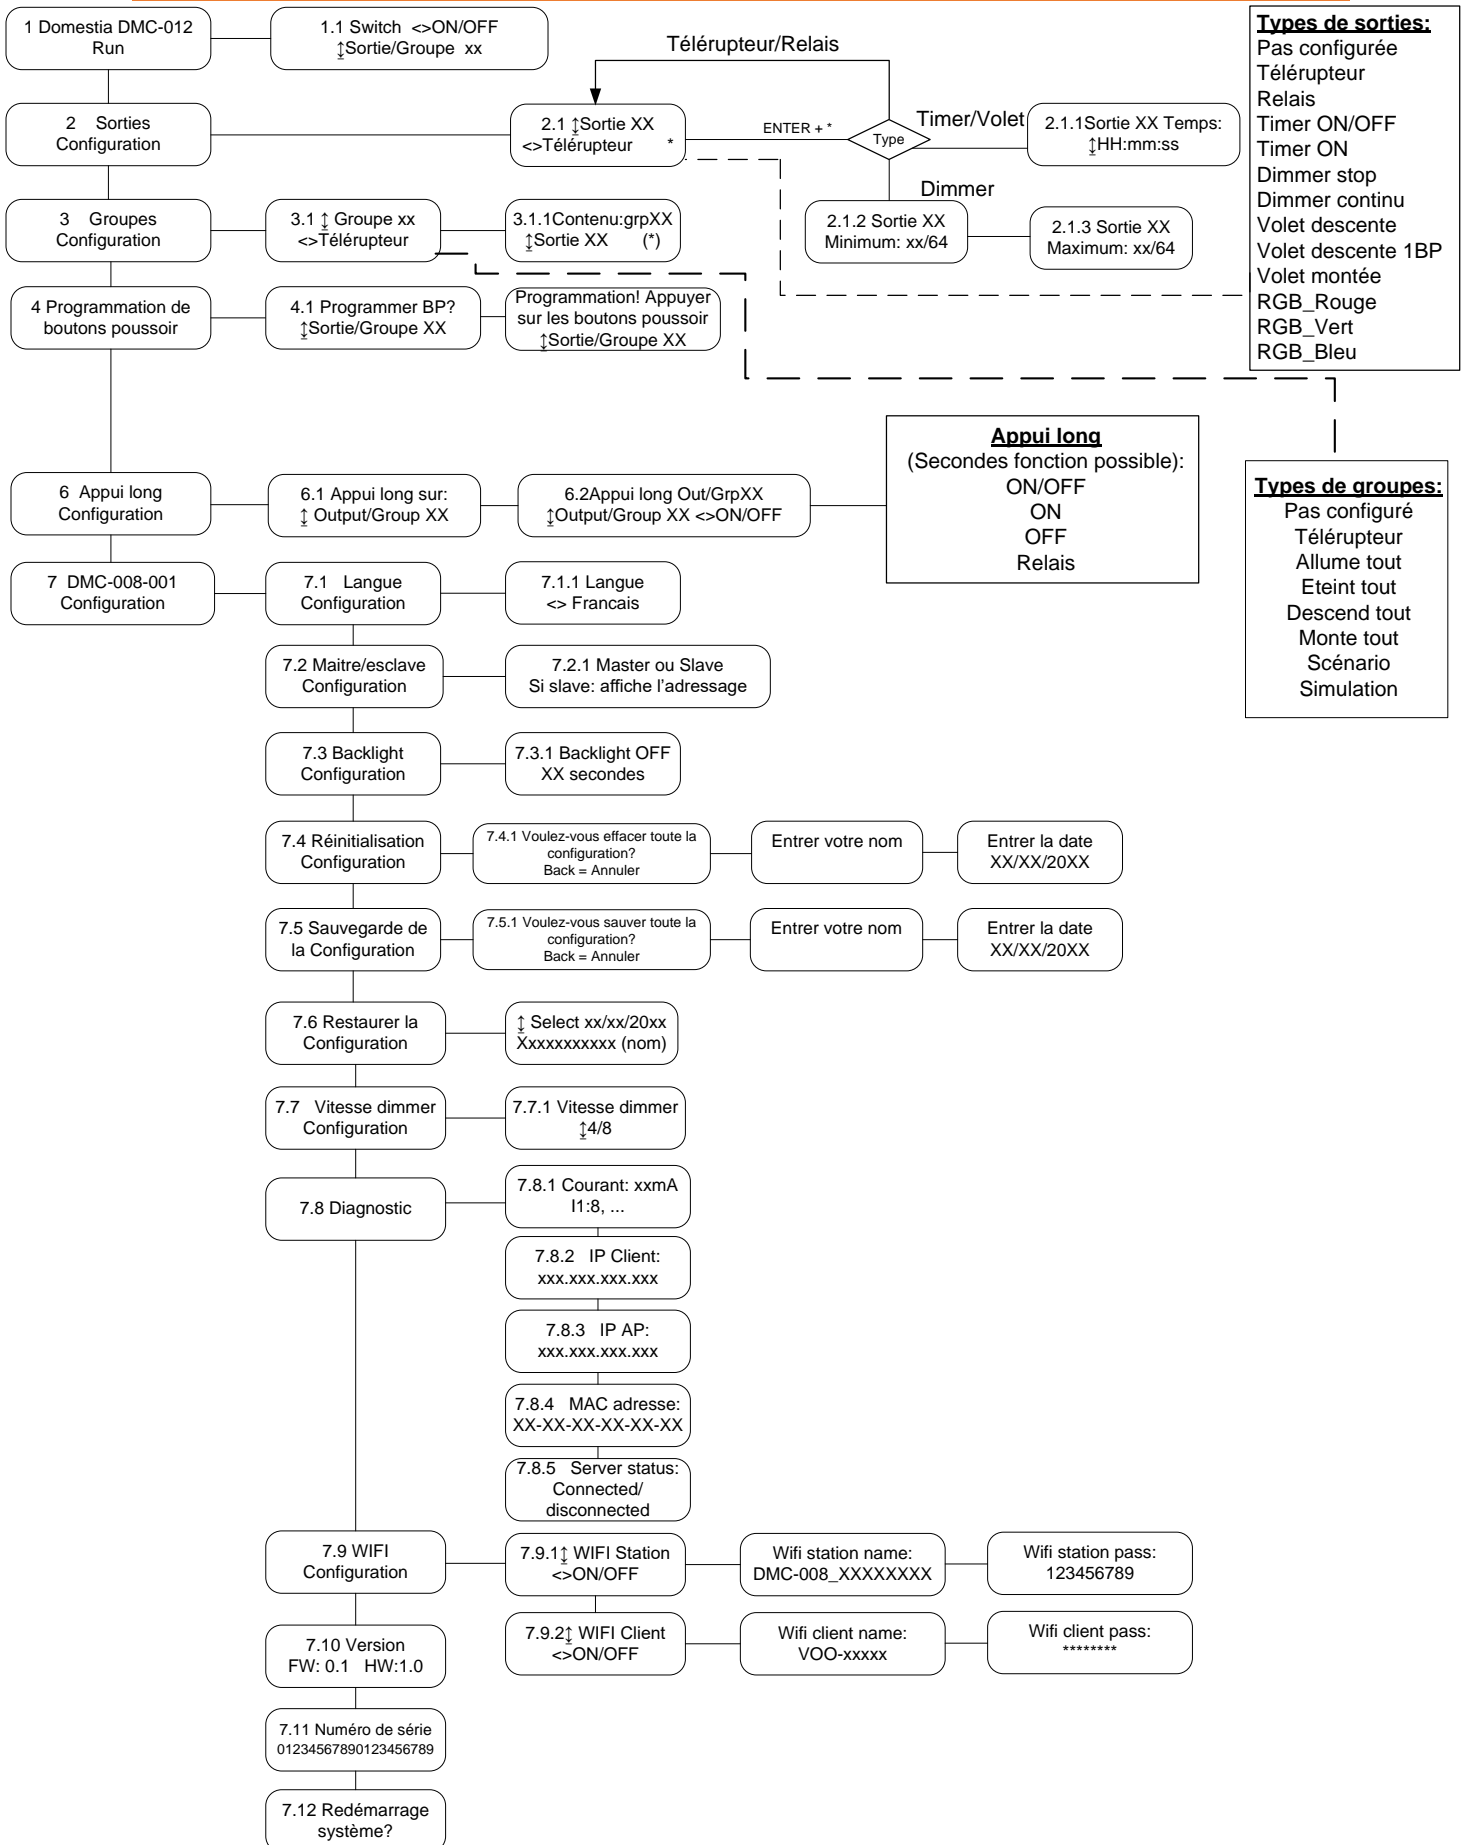 1 Domestia DMC-012
Run
1.1 Switch <>ON/OFF
↕Sortie/Groupe xx
Télérupteur/Relais
2 Sorties
Configuration
2.1 ↕Sortie XX
<>Télérupteur *
ENTER + *
Type
Timer/Volet
2.1.1Sortie XX Temps:
↕HH:mm:ss
Dimmer
2.1.2 Sortie XX
Minimum: xx/64
2.1.3 Sortie XX
Maximum: xx/64
Types de sorties:
Pas configurée
Télérupteur
Relais
Timer ON/OFF
Timer ON
Dimmer stop
Dimmer continu
Volet descente
Volet descente 1BP
Volet montée
RGB_Rouge
RGB_Vert
RGB_Bleu
3 Groupes
Configuration
3.1 ↕ Groupe xx
<>Télérupteur
3.1.1Contenu:grpXX
↕Sortie XX (*)
4 Programmation de
boutons poussoir
4.1 Programmer BP?
↕Sortie/Groupe XX
Programmation! Appuyer
sur les boutons poussoir
↕Sortie/Groupe XX
6 Appui long
Configuration
6.1 Appui long sur:
↕ Output/Group XX
6.2Appui long Out/GrpXX
↕Output/Group XX <>ON/OFF
Appui long
(Secondes fonction possible):
ON/OFF
ON
OFF
Relais
Types de groupes:
Pas configuré
Télérupteur
Allume tout
Eteint tout
Descend tout
Monte tout
Scénario
Simulation
7 DMC-008-001
Configuration
7.1 Langue
Configuration
7.1.1 Langue
<> Francais
7.2 Maitre/esclave
Configuration
7.2.1 Master ou Slave
Si slave: affiche l'adressage
7.3 Backlight
Configuration
7.3.1 Backlight OFF
XX secondes
7.4 Réinitialisation
Configuration
7.4.1 Voulez-vous effacer toute la
configuration?
Back = Annuler
Entrer votre nom
Entrer la date
XX/XX/20XX
7.5 Sauvegarde de
la Configuration
7.5.1 Voulez-vous sauver toute la
configuration?
Back = Annuler
Entrer votre nom
Entrer la date
XX/XX/20XX
7.6 Restaurer la
Configuration
↕ Select xx/xx/20xx
Xxxxxxxxxxx (nom)
7.7 Vitesse dimmer
Configuration
7.7.1 Vitesse dimmer
↕4/8
7.8 Diagnostic
7.8.1 Courant: xxmA
I1:8, ...
7.8.2 IP Client:
xxx.xxx.xxx.xxx
7.8.3 IP AP:
xxx.xxx.xxx.xxx
7.8.4 MAC adresse:
XX-XX-XX-XX-XX-XX
7.8.5 Server status:
Connected/
disconnected
7.9 WIFI
Configuration
7.9.1↕ WIFI Station
<>ON/OFF
Wifi station name:
DMC-008_XXXXXXXX
Wifi station pass:
123456789
7.9.2↕ WIFI Client
<>ON/OFF
Wifi client name:
VOO-xxxxx
Wifi client pass:
********
7.10 Version
FW: 0.1 HW:1.0
7.11 Numéro de série
01234567890123456789
7.12 Redémarrage
système?